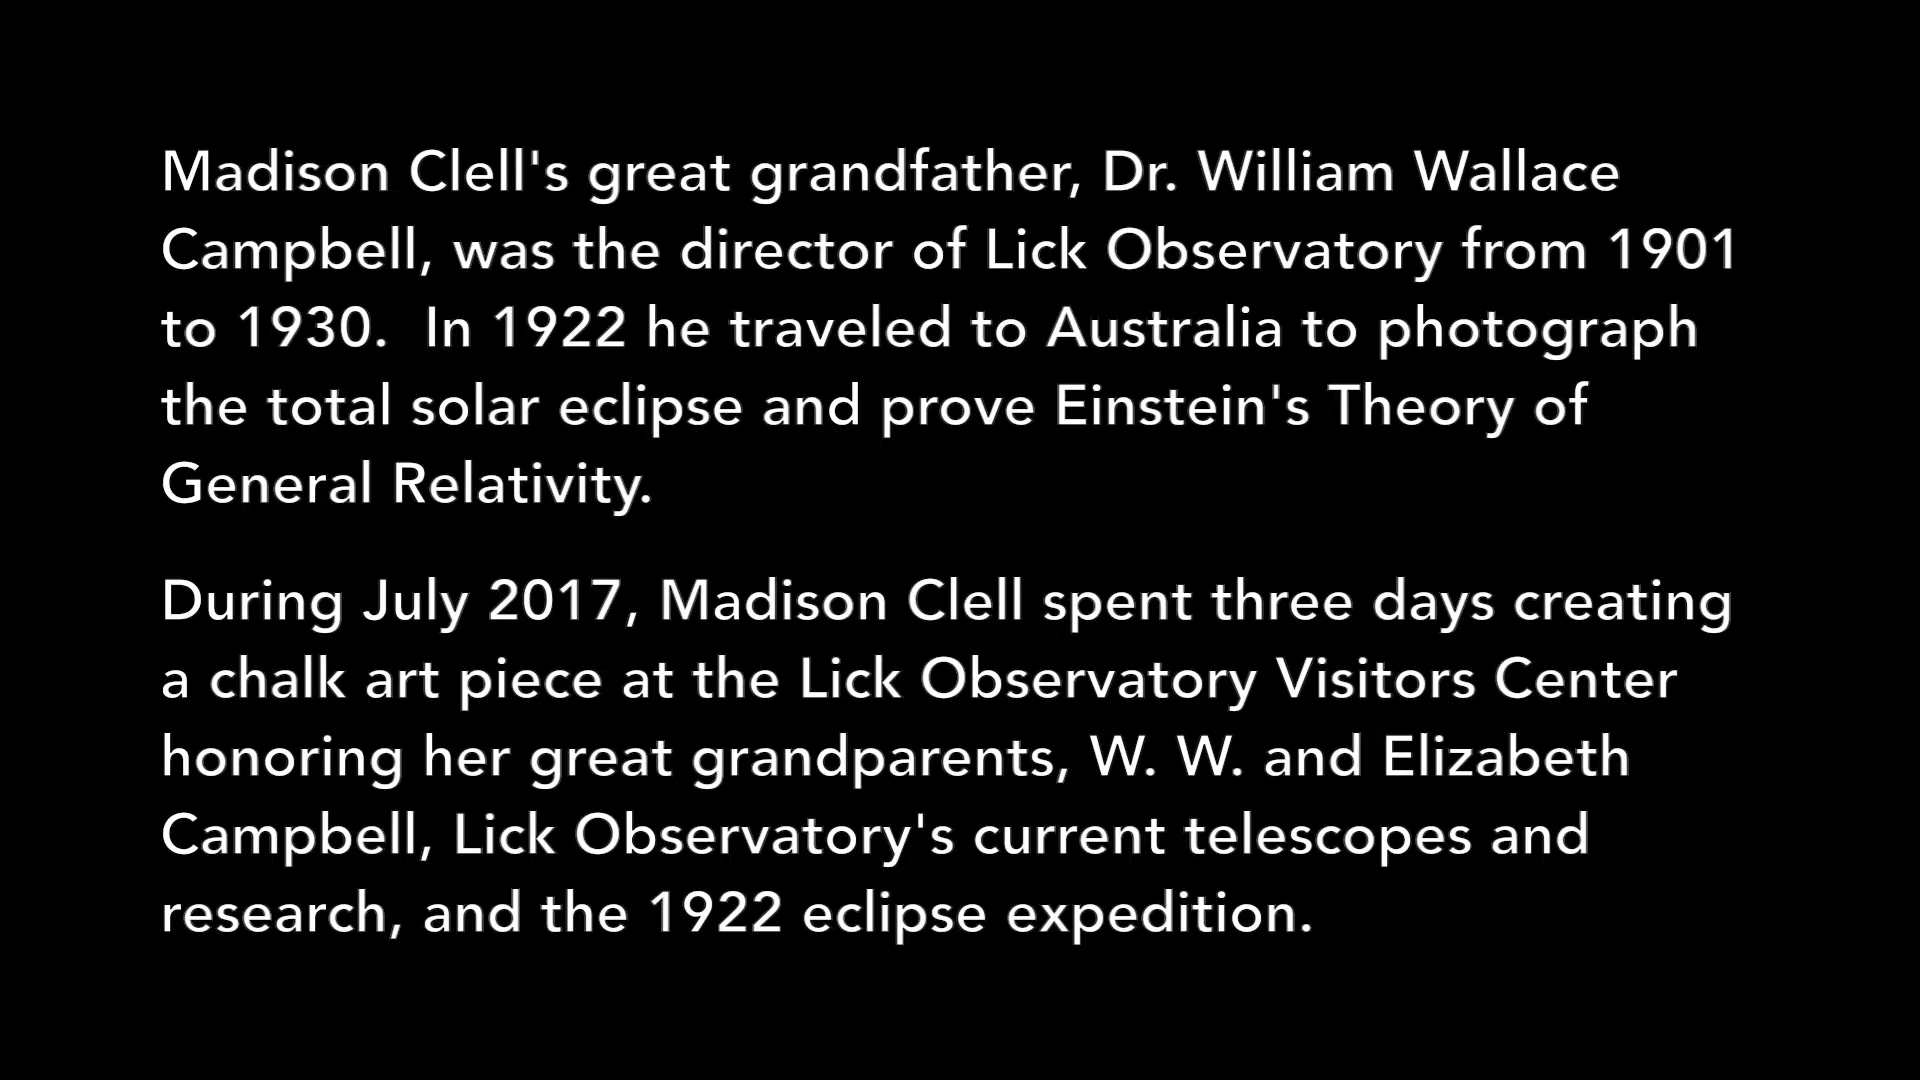 Madison Clell's great grandfather, Dr. William Wallace
Campbell, was the director of Lick Observatory from 1901
to 1930.  In 1922 he traveled to Australia to photograph
the total solar eclipse and prove Einstein's Theory of
General Relativity.
During July 2017, Madison Clell spent three days creating
a chalk art piece at the Lick Observatory Visitors Center
honoring her great grandparents, W. W. and Elizabeth
Campbell, Lick Observatory's current telescopes and
research, and the 1922 eclipse expedition.